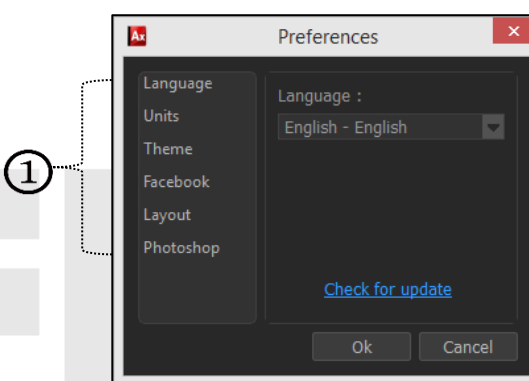 Ax
Preferences
×
1
Language
Units
Theme
Facebook
Layout
Photoshop
Language :
English - English
Check for update
Ok
Cancel